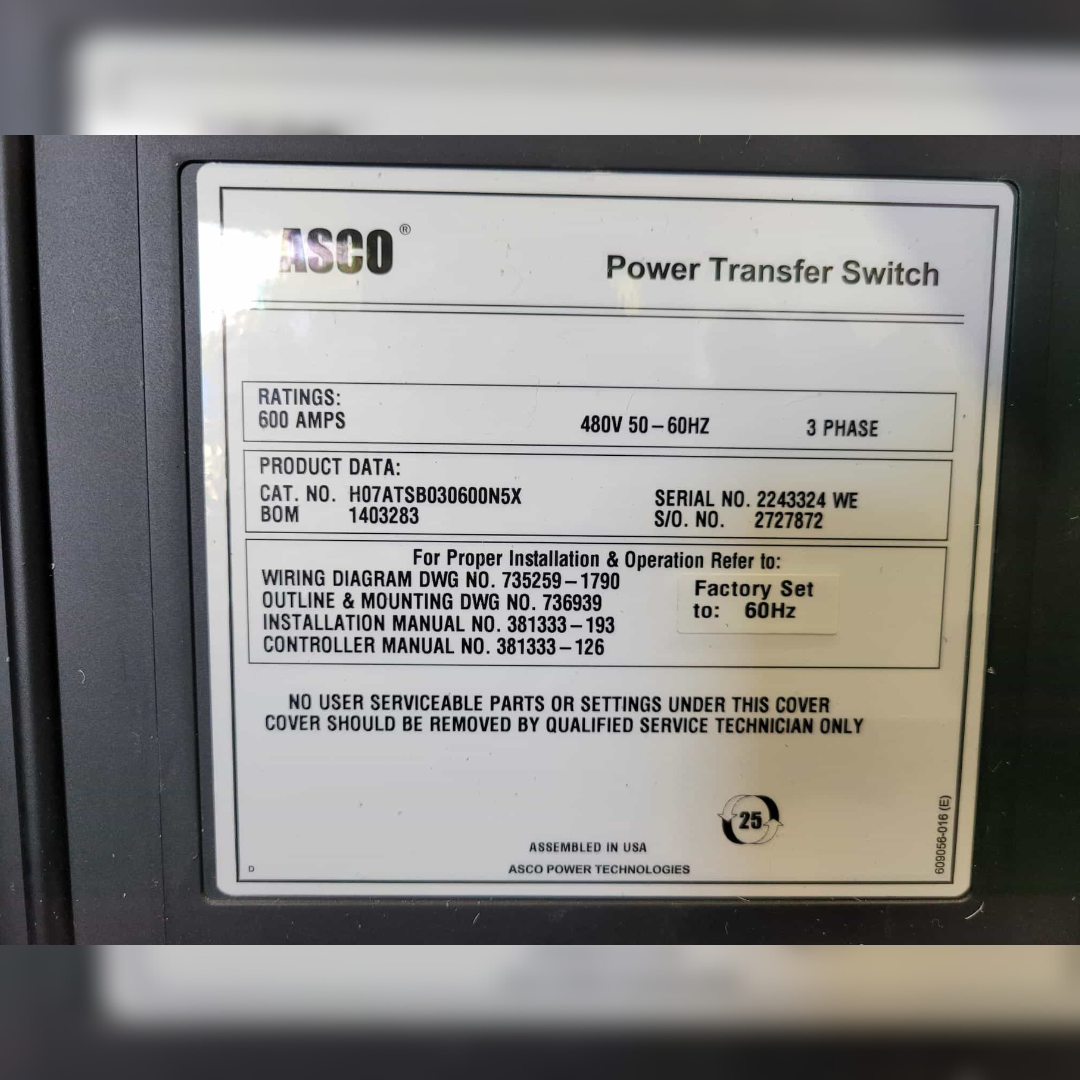 ASCO®
Power Transfer Switch
RATINGS:
600 AMPS 480V 50-60HZ 3 PHASE
PRODUCT DATA:
CAT. NO. H07ATSB030600N5X SERIAL NO. 2243324 WE
BOM 1403283 S/O. NO. 2727872
For Proper Installation & Operation Refer to:
WIRING DIAGRAM DWG NO. 735259-1790
OUTLINE & MOUNTING DWG NO. 736939
INSTALLATION MANUAL NO. 381333-193
CONTROLLER MANUAL NO. 381333-126
Factory Set
to: 60Hz
NO USER SERVICEABLE PARTS OR SETTINGS UNDER THIS COVER
COVER SHOULD BE REMOVED BY QUALIFIED SERVICE TECHNICIAN ONLY
25
ASSEMBLED IN USA
D
ASCO POWER TECHNOLOGIES
609056-016 (E)